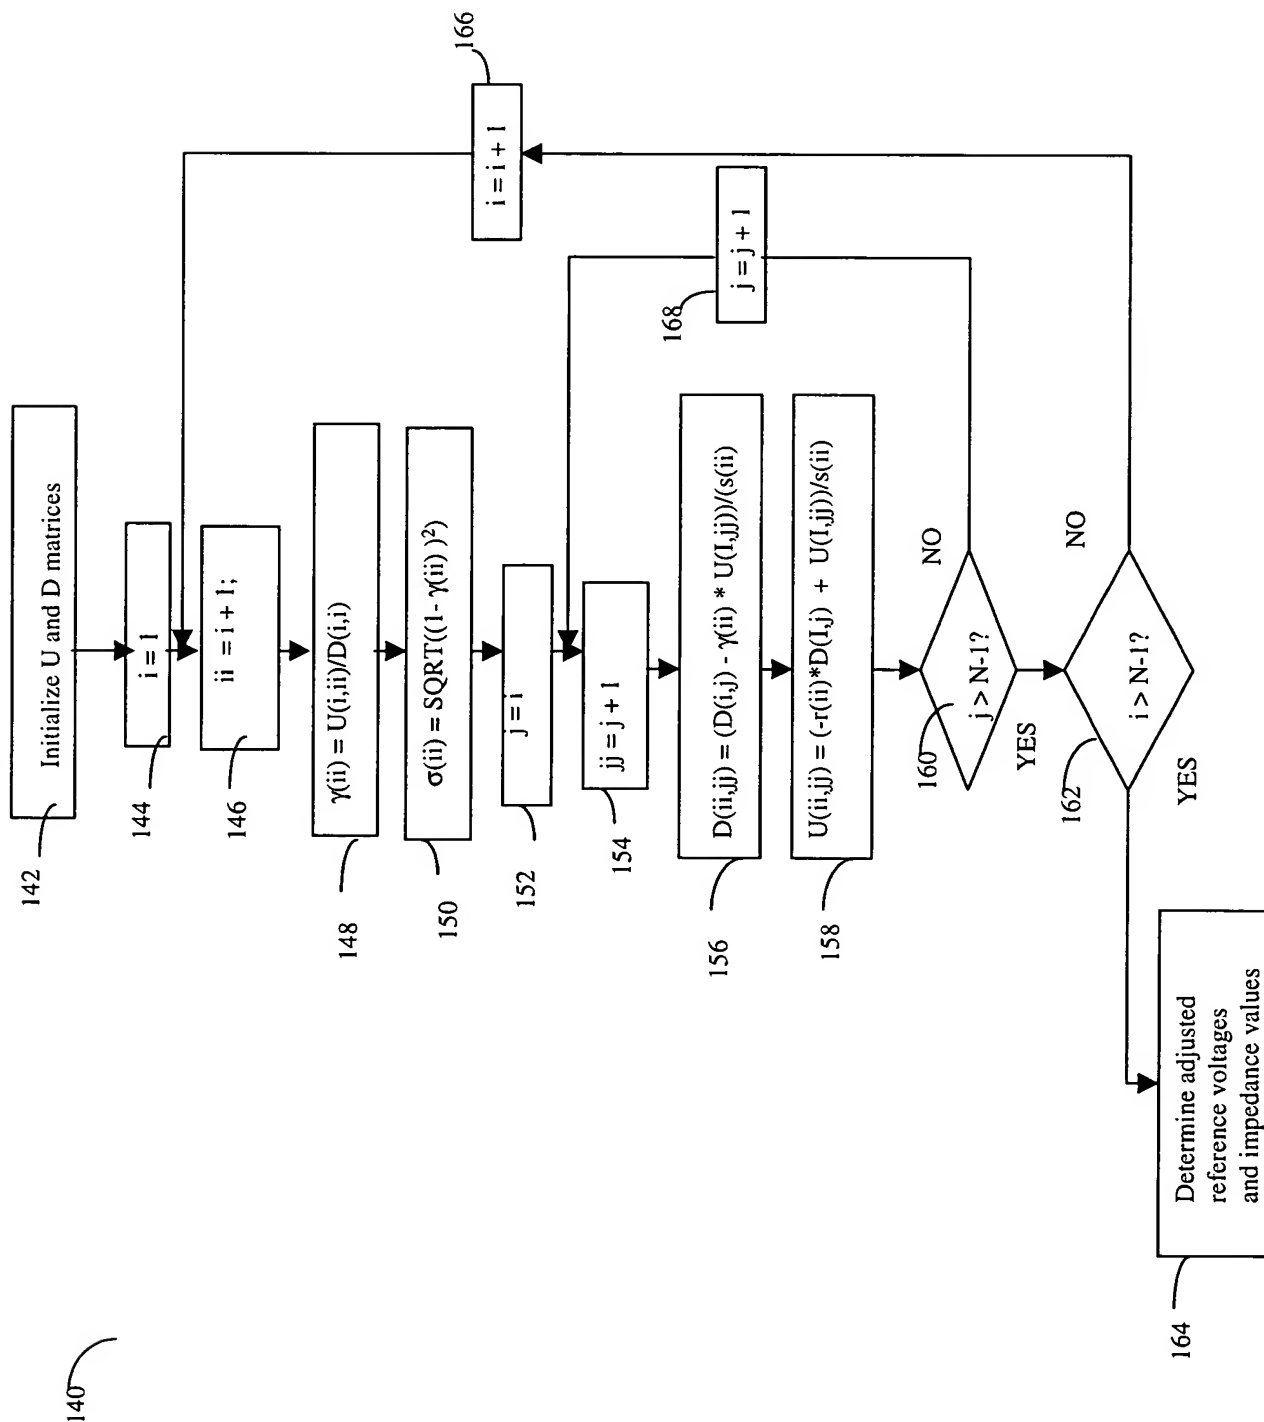 140
142
Initialize U and D matrices
144
i = 1
146
ii = i + 1;
148
γ(ii) = U(i,ii)/D(i,i)
150
σ(ii) = SQRT((1- γ(ii) )²)
152
j = i
154
jj = j + 1
156
D(ii,jj) = (D(i,j) - γ(ii) * U(I,jj))/(s(ii)
158
U(ii,jj) = (-r(ii)*D(I,j) + U(I,jj))/s(ii)
160
j > N-1?
NO
YES
168
j = j + 1
162
i > N-1?
NO
YES
166
i = i + 1
164
Determine adjusted
reference voltages
and impedance values